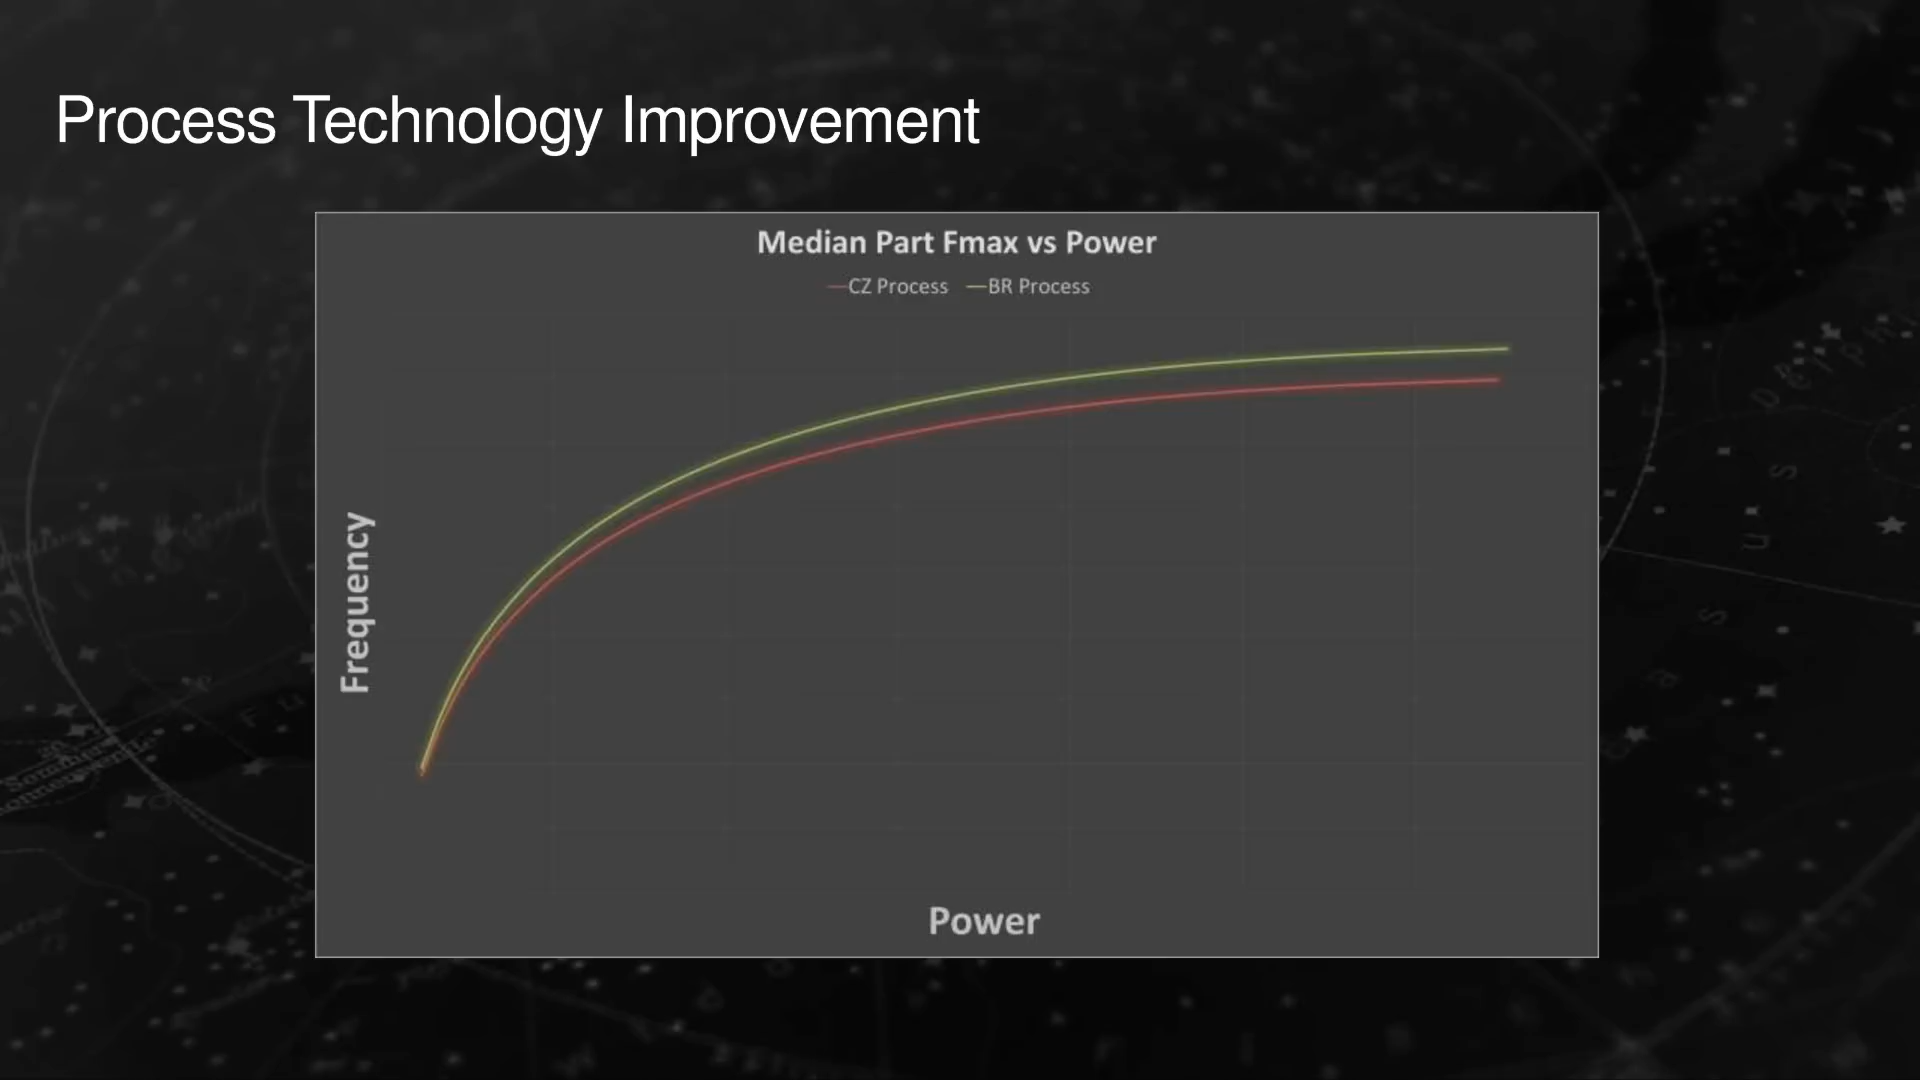 Process Technology Improvement
Median Part Fmax vs Power
CZ Process BR Process
Frequency
Power